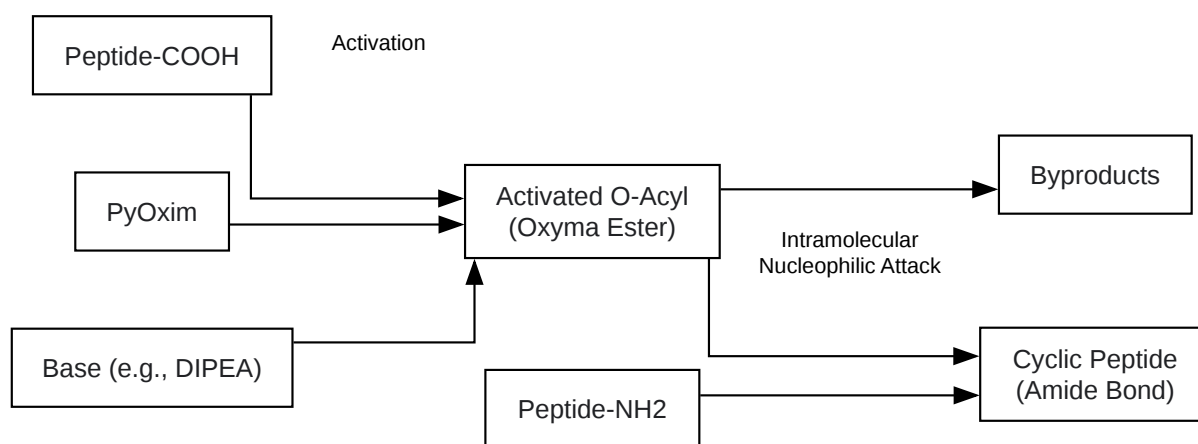 Peptide-COOH
Activation
PyOxim
Activated O-Acyl
(Oxyma Ester)
Byproducts
Intramolecular
Nucleophilic Attack
Base (e.g., DIPEA)
Peptide-NH2
Cyclic Peptide
(Amide Bond)